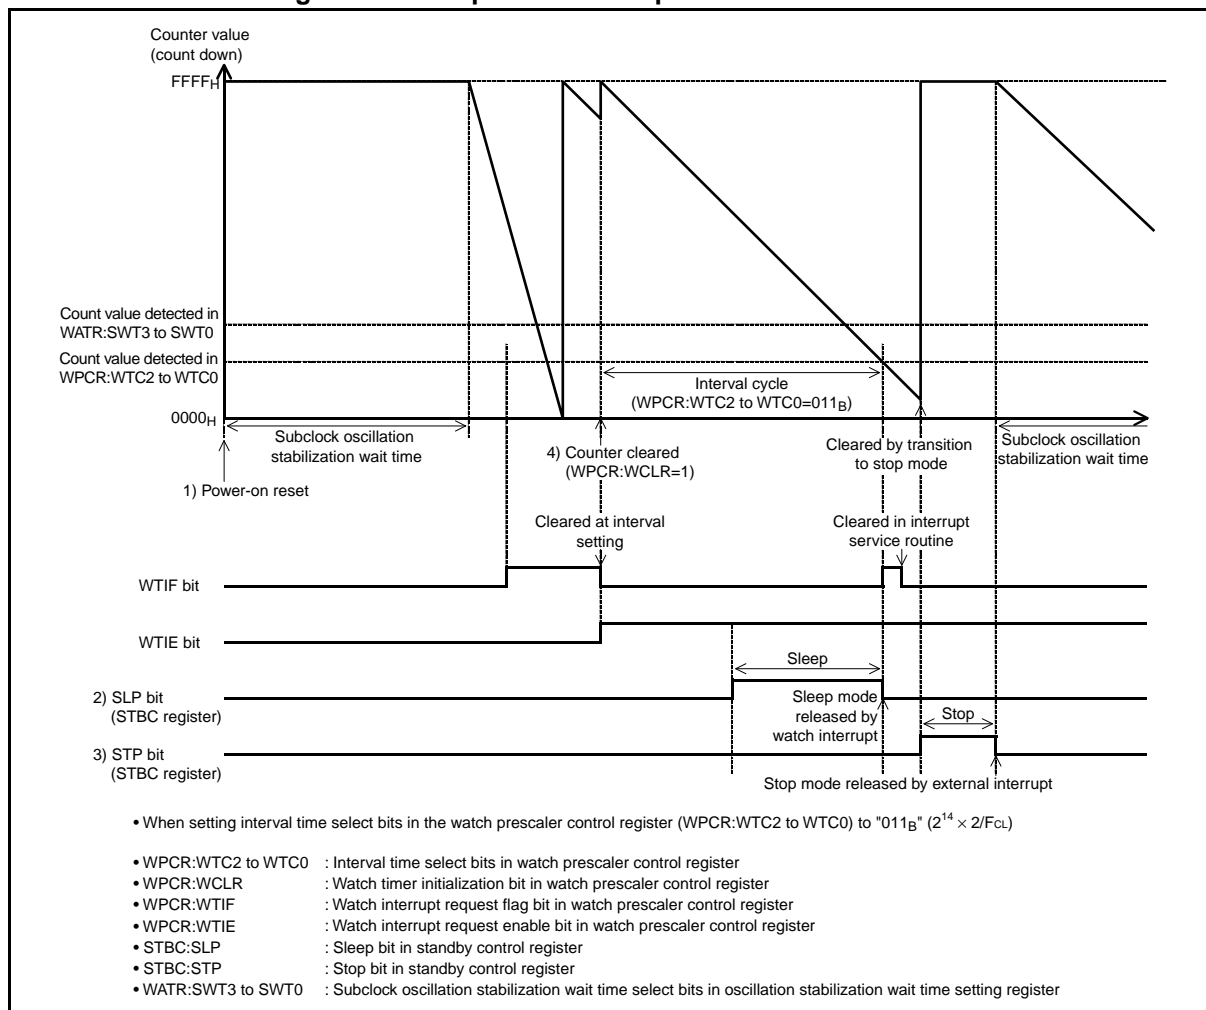 Counter value
(count down)
FFFFH
Count value detected in
WATR:SWT3 to SWT0
Count value detected in
WPCR:WTC2 to WTC0
Interval cycle
(WPCR:WTC2 to WTC0=011B)
0000H
Subclock oscillation
stabilization wait time
4) Counter cleared
(WPCR:WCLR=1)
Cleared by transition
to stop mode
Subclock oscillation
stabilization wait time
1) Power-on reset
Cleared at interval
setting
Cleared in interrupt
service routine
WTIF bit
WTIE bit
Sleep
2) SLP bit
(STBC register)
Sleep mode
released by
watch interrupt
Stop
3) STP bit
(STBC register)
Stop mode released by external interrupt
• When setting interval time select bits in the watch prescaler control register (WPCR:WTC2 to WTC0) to "011B" (2^14 × 2/FCL)
• WPCR:WTC2 to WTC0 : Interval time select bits in watch prescaler control register
• WPCR:WCLR : Watch timer initialization bit in watch prescaler control register
• WPCR:WTIF : Watch interrupt request flag bit in watch prescaler control register
• WPCR:WTIE : Watch interrupt request enable bit in watch prescaler control register
• STBC:SLP : Sleep bit in standby control register
• STBC:STP : Stop bit in standby control register
• WATR:SWT3 to SWT0 : Subclock oscillation stabilization wait time select bits in oscillation stabilization wait time setting register